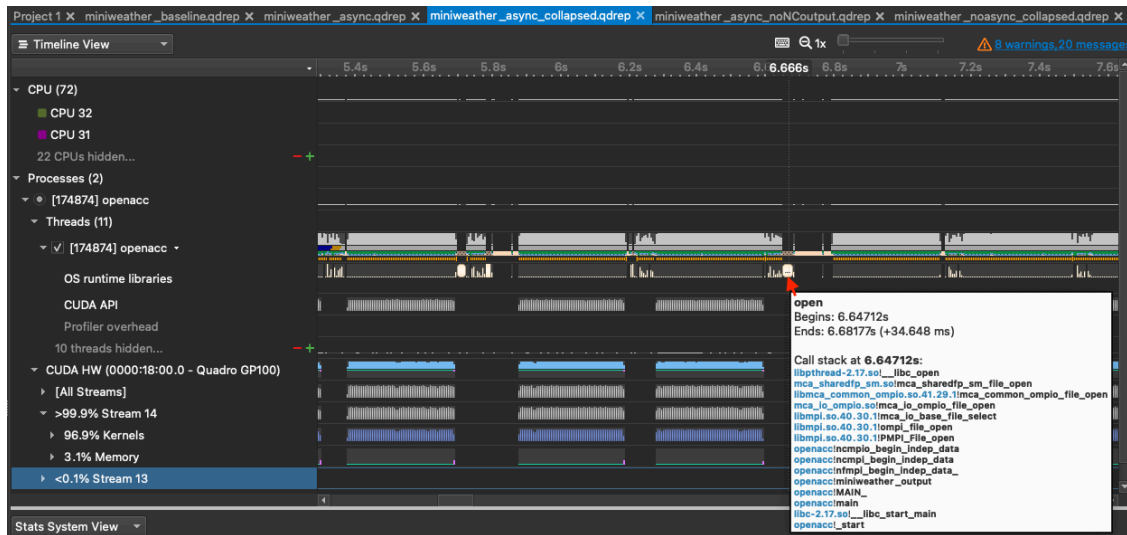 Project 1 × miniweather_baseline.qdrep × miniweather_async.qdrep × miniweather_async_collapsed.qdrep × miniweather_async_noNCoutput.qdrep × miniweather_noasync_collapsed.qdrep ×
Timeline View 1x 8 warnings, 20 message
5.4s 5.6s 5.8s 6s 6.2s 6.4s 6.666s 6.8s 7s 7.2s 7.4s 7.6s
CPU (72)
CPU 32
CPU 31
22 CPUs hidden... − +
Processes (2)
[174874] openacc
Threads (11)
[174874] openacc
OS runtime libraries
CUDA API
Profiler overhead
10 threads hidden... − +
CUDA HW (0000:18:00.0 - Quadro GP100)
[All Streams]
>99.9% Stream 14
96.9% Kernels
3.1% Memory
<0.1% Stream 13
open
Begins: 6.64712s
Ends: 6.68177s (+34.648 ms)
Call stack at 6.64712s:
libpthread-2.17.so!__libc_open
mca_sharedfp_sm.so!mca_sharedfp_sm_file_open
libmca_common_ompio.so.41.29.1!mca_common_ompio_file_open
mca_io_ompio.so!mca_io_ompio_file_open
libmpi.so.40.30.1!mca_io_base_file_select
libmpi.so.40.30.1!ompi_file_open
libmpi.so.40.30.1!PMPI_File_open
openacc!ncmpio_begin_indep_data
openacc!ncmpi_begin_indep_data
openacc!nfmpi_begin_indep_data_
openacc!miniweather_output
openacc!MAIN_
openacc!main
libc-2.17.so!__libc_start_main
openacc!_start
Stats System View